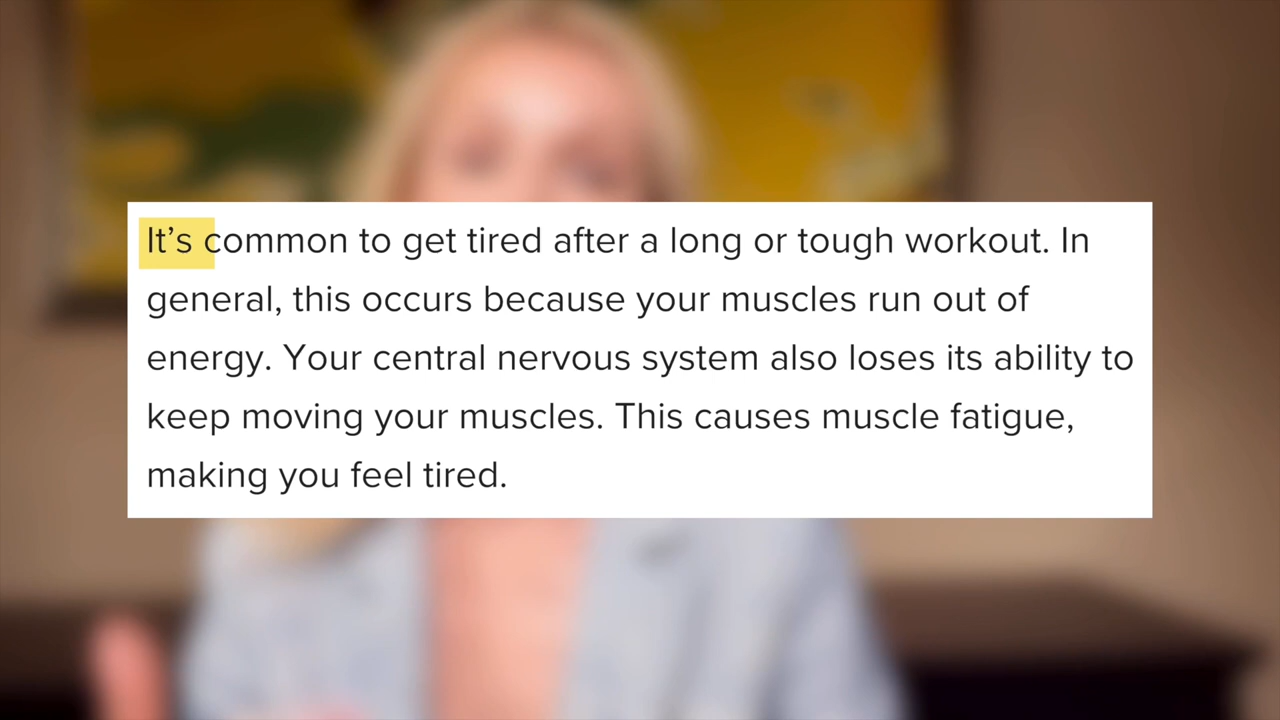 It’s common to get tired after a long or tough workout. In
general, this occurs because your muscles run out of
energy. Your central nervous system also loses its ability to
keep moving your muscles. This causes muscle fatigue,
making you feel tired.